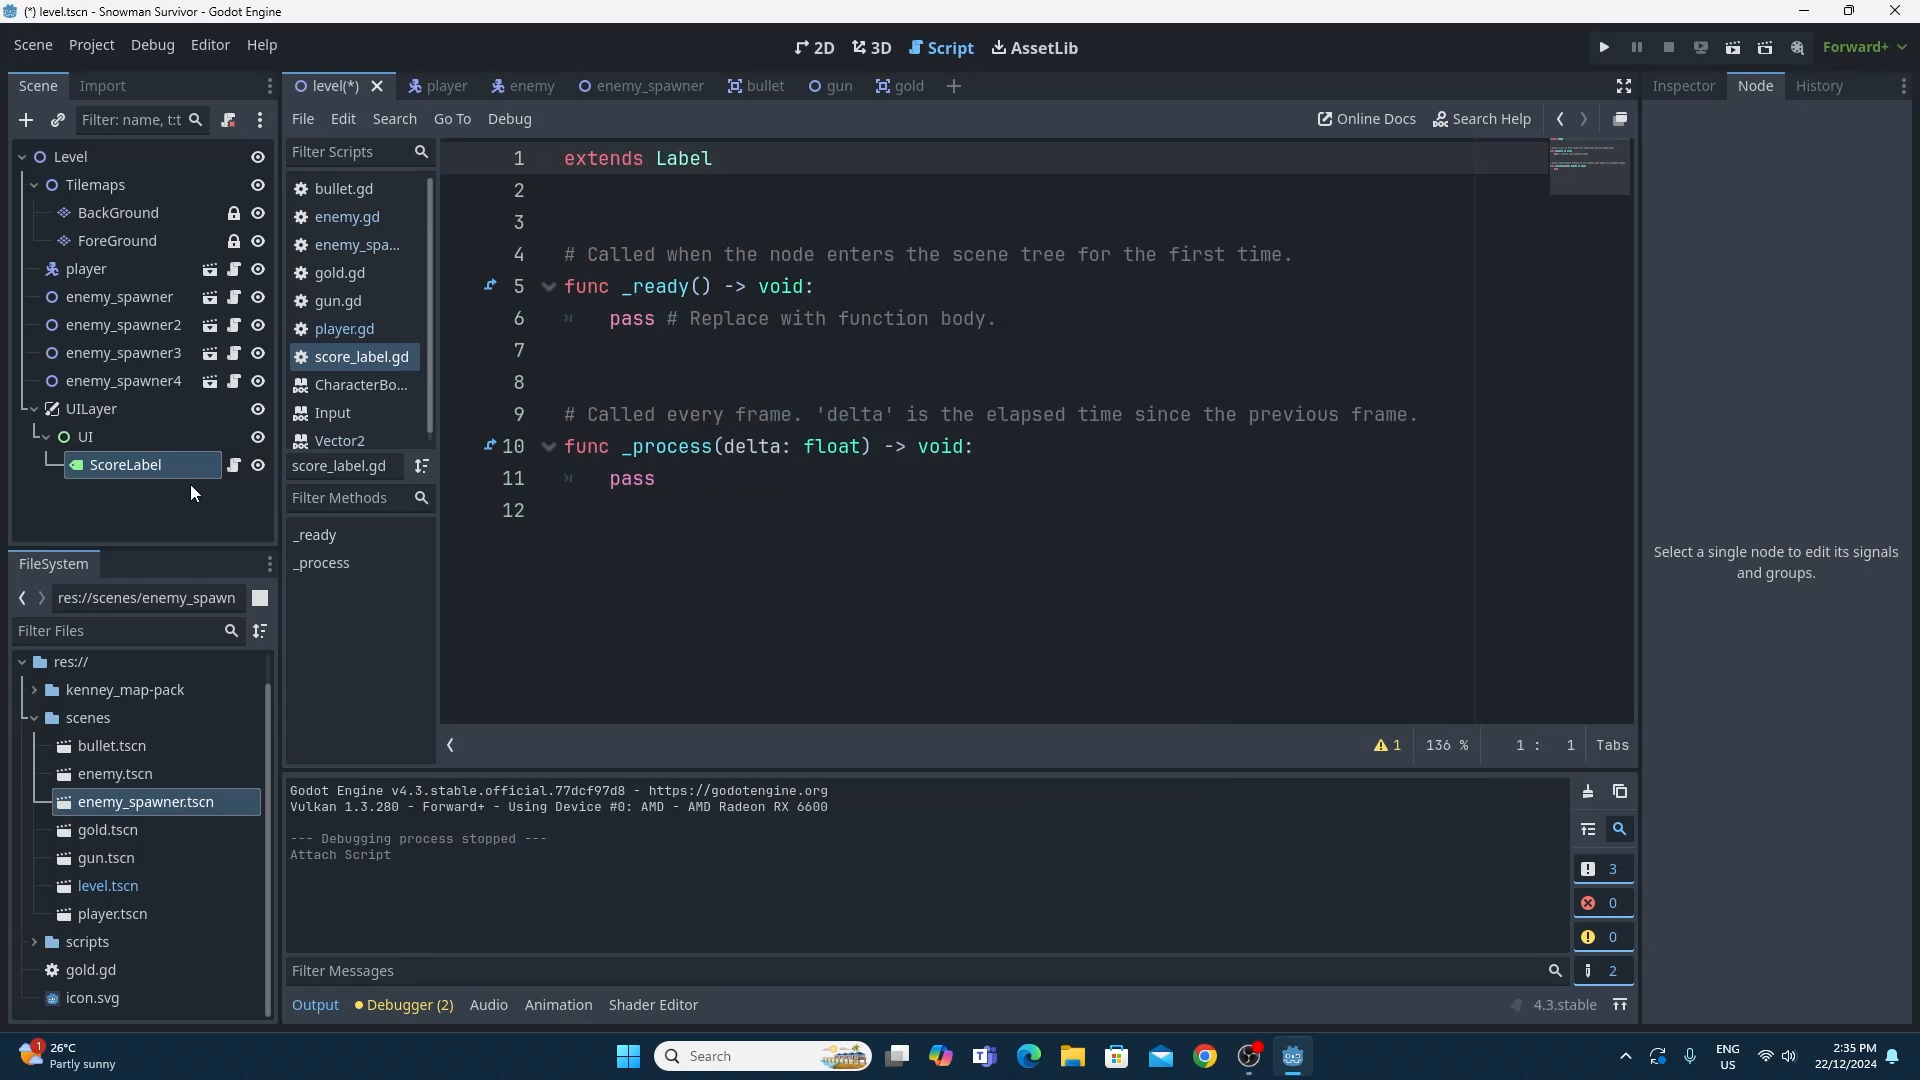 (*) level.tscn - Snowman Survivor - Godot Engine
Scene Project Debug Editor Help
2D 3D Script AssetLib
Forward+
Scene Import
level(*) player enemy enemy_spawner bullet gun gold
Inspector Node History
Filter: name, t:t
File Edit Search Go To Debug
Online Docs Search Help
Level
Tilemaps
BackGround
ForeGround
player
enemy_spawner
enemy_spawner2
enemy_spawner3
enemy_spawner4
UILayer
UI
ScoreLabel
Filter Scripts
bullet.gd
enemy.gd
enemy_spa...
gold.gd
gun.gd
player.gd
score_label.gd
CharacterBo...
Input
Vector2
score_label.gd
Filter Methods
_ready
_process
1 extends Label
2
3
4 # Called when the node enters the scene tree for the first time.
5 func _ready() -> void:
6 pass # Replace with function body.
7
8
9 # Called every frame. 'delta' is the elapsed time since the previous frame.
10 func _process(delta: float) -> void:
11 pass
12
1 136 % 1 : 1 Tabs
Select a single node to edit its signals
and groups.
FileSystem
res://scenes/enemy_spawn
Filter Files
res://
kenney_map-pack
scenes
bullet.tscn
enemy.tscn
enemy_spawner.tscn
gold.tscn
gun.tscn
level.tscn
player.tscn
scripts
gold.gd
icon.svg
Godot Engine v4.3.stable.official.77dcf97d8 - https://godotengine.org
Vulkan 1.3.280 - Forward+ - Using Device #0: AMD - AMD Radeon RX 6600
--- Debugging process stopped ---
Attach Script
3
0
0
2
Filter Messages
Output Debugger (2) Audio Animation Shader Editor
4.3.stable
1
26°C
Partly sunny
Search
ENG
US
2:35 PM
22/12/2024